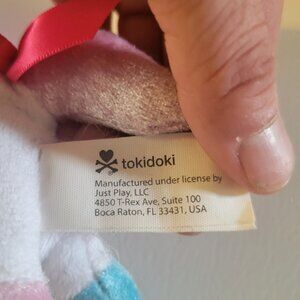 tokidoki
Manufactured under license by
Just Play, LLC
4850 T-Rex Ave, Suite 100
Boca Raton, FL 33431, USA